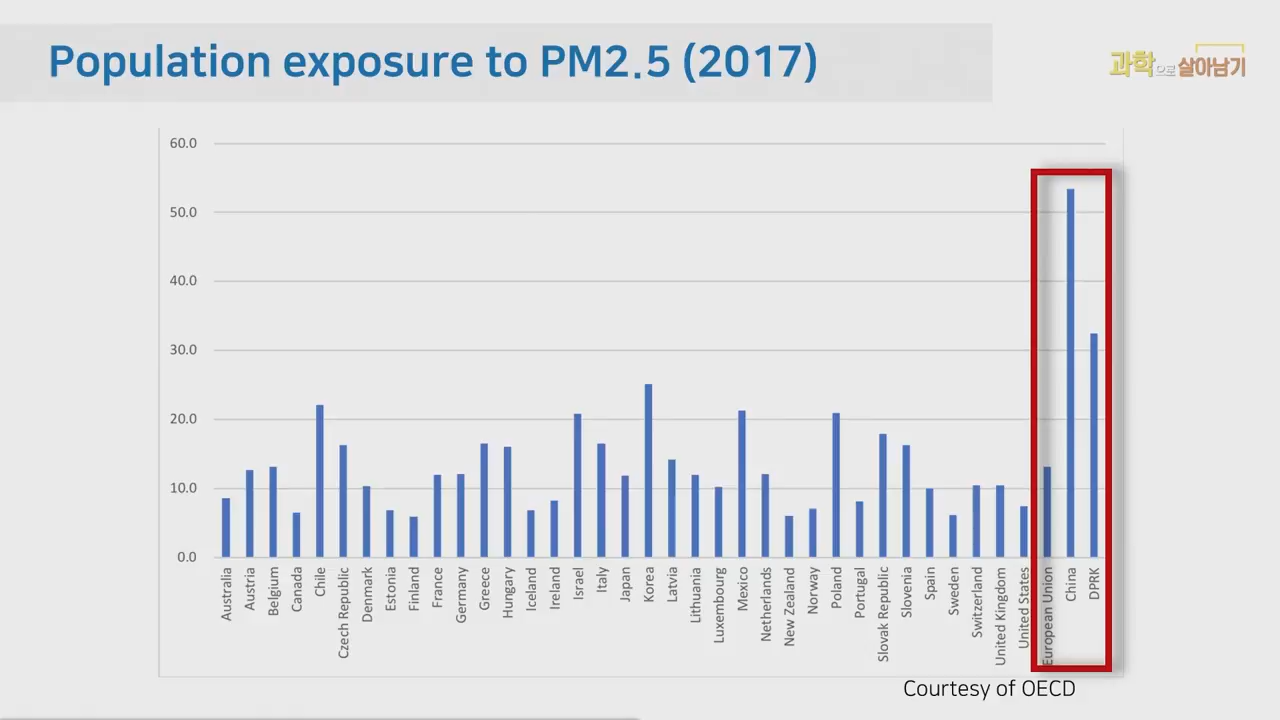 Population exposure to PM2.5 (2017)
과학으로 살아남기
60.0
50.0
40.0
30.0
20.0
10.0
0.0
Australia
Austria
Belgium
Canada
Chile
Czech Republic
Denmark
Estonia
Finland
France
Germany
Greece
Hungary
Iceland
Ireland
Israel
Italy
Japan
Korea
Latvia
Lithuania
Luxembourg
Mexico
Netherlands
New Zealand
Norway
Poland
Portugal
Slovak Republic
Slovenia
Spain
Sweden
Switzerland
United Kingdom
United States
European Union
China
DPRK
Courtesy of OECD